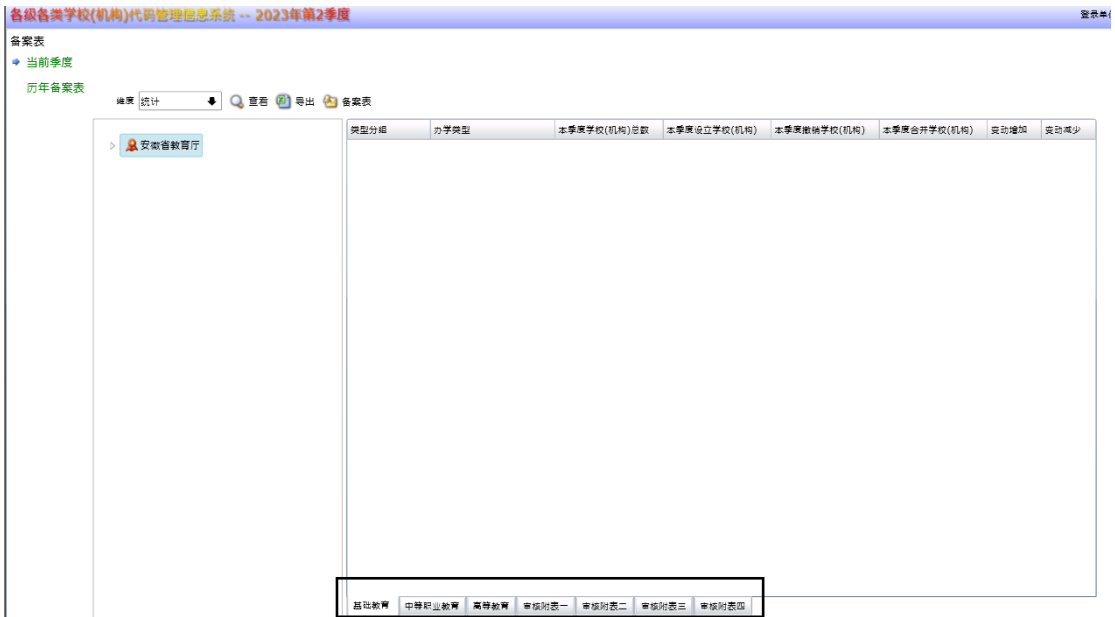 各级各类学校(机构)代码管理信息系统 -- 2023年第2季度
登录单
备案表
当前季度
历年备案表
维度 统计 查看 导出 备案表
安徽省教育厅
类型分组 办学类型 本季度学校(机构)总数 本季度设立学校(机构) 本季度撤销学校(机构) 本季度合并学校(机构) 变动增加 变动减少
基础教育 中等职业教育 高等教育 审核附表一 审核附表二 审核附表三 审核附表四